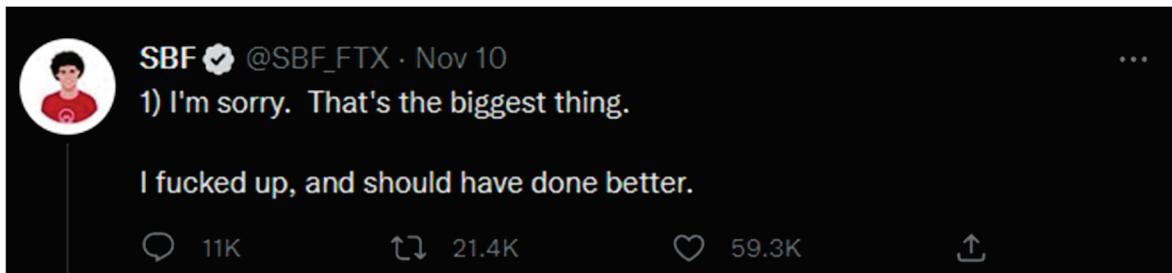 SBF @SBF_FTX · Nov 10
1) I'm sorry.  That's the biggest thing.
I fucked up, and should have done better.
11K 21.4K 59.3K